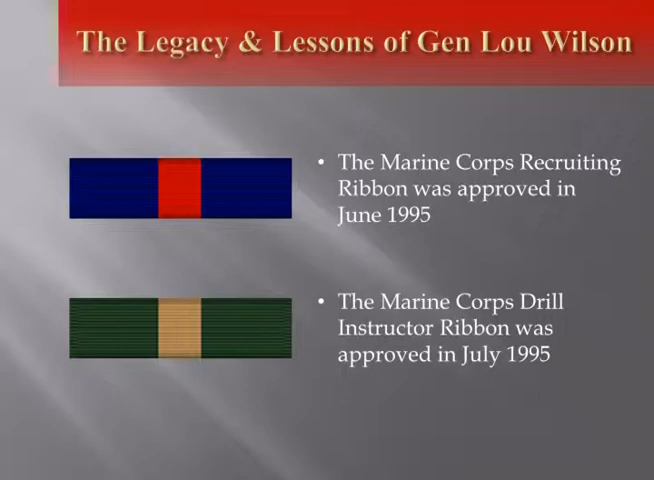 The Legacy & Lessons of Gen Lou Wilson
• The Marine Corps Recruiting
Ribbon was approved in
June 1995
• The Marine Corps Drill
Instructor Ribbon was
approved in July 1995